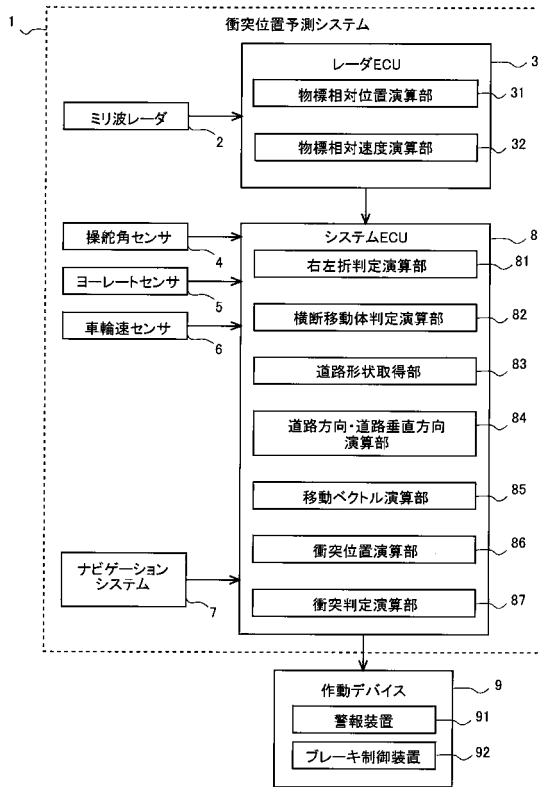 1
衝突位置予測システム
レーダECU
3
物標相対位置演算部
31
ミリ波レーダ
2
物標相対速度演算部
32
操舵角センサ
4
システムECU
8
右左折判定演算部
81
ヨーレートセンサ
5
横断移動体判定演算部
82
車輪速センサ
6
道路形状取得部
83
道路方向・道路垂直方向
演算部
84
移動ベクトル演算部
85
衝突位置演算部
86
ナビゲーション
システム
7
衝突判定演算部
87
作動デバイス
9
警報装置
91
ブレーキ制御装置
92